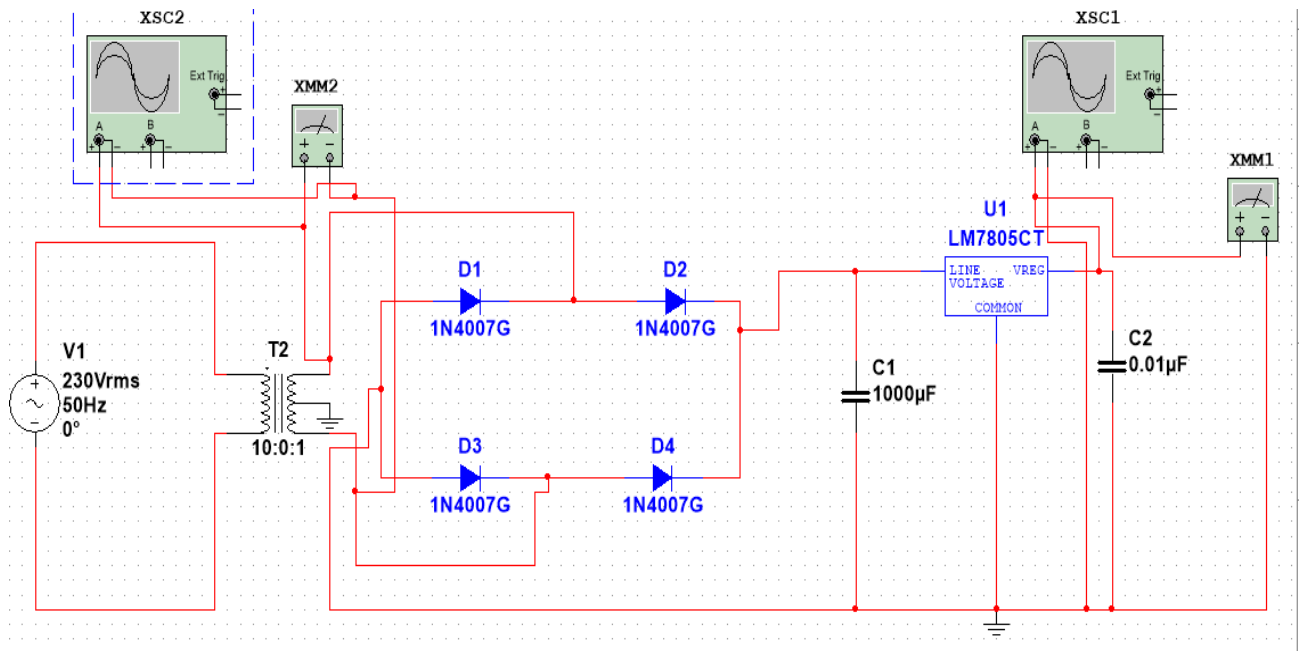 XSC2
Ext Trig
+
-
A
B
+
-
+
-
XMM2
+
-
XSC1
Ext Trig
+
-
A
B
+
-
+
-
XMM1
+
-
U1
LM7805CT
LINE VREG
VOLTAGE
COMMON
D1
1N4007G
D2
1N4007G
V1
230Vrms
50Hz
0°
T2
10:0:1
C1
1000µF
C2
0.01µF
D3
1N4007G
D4
1N4007G